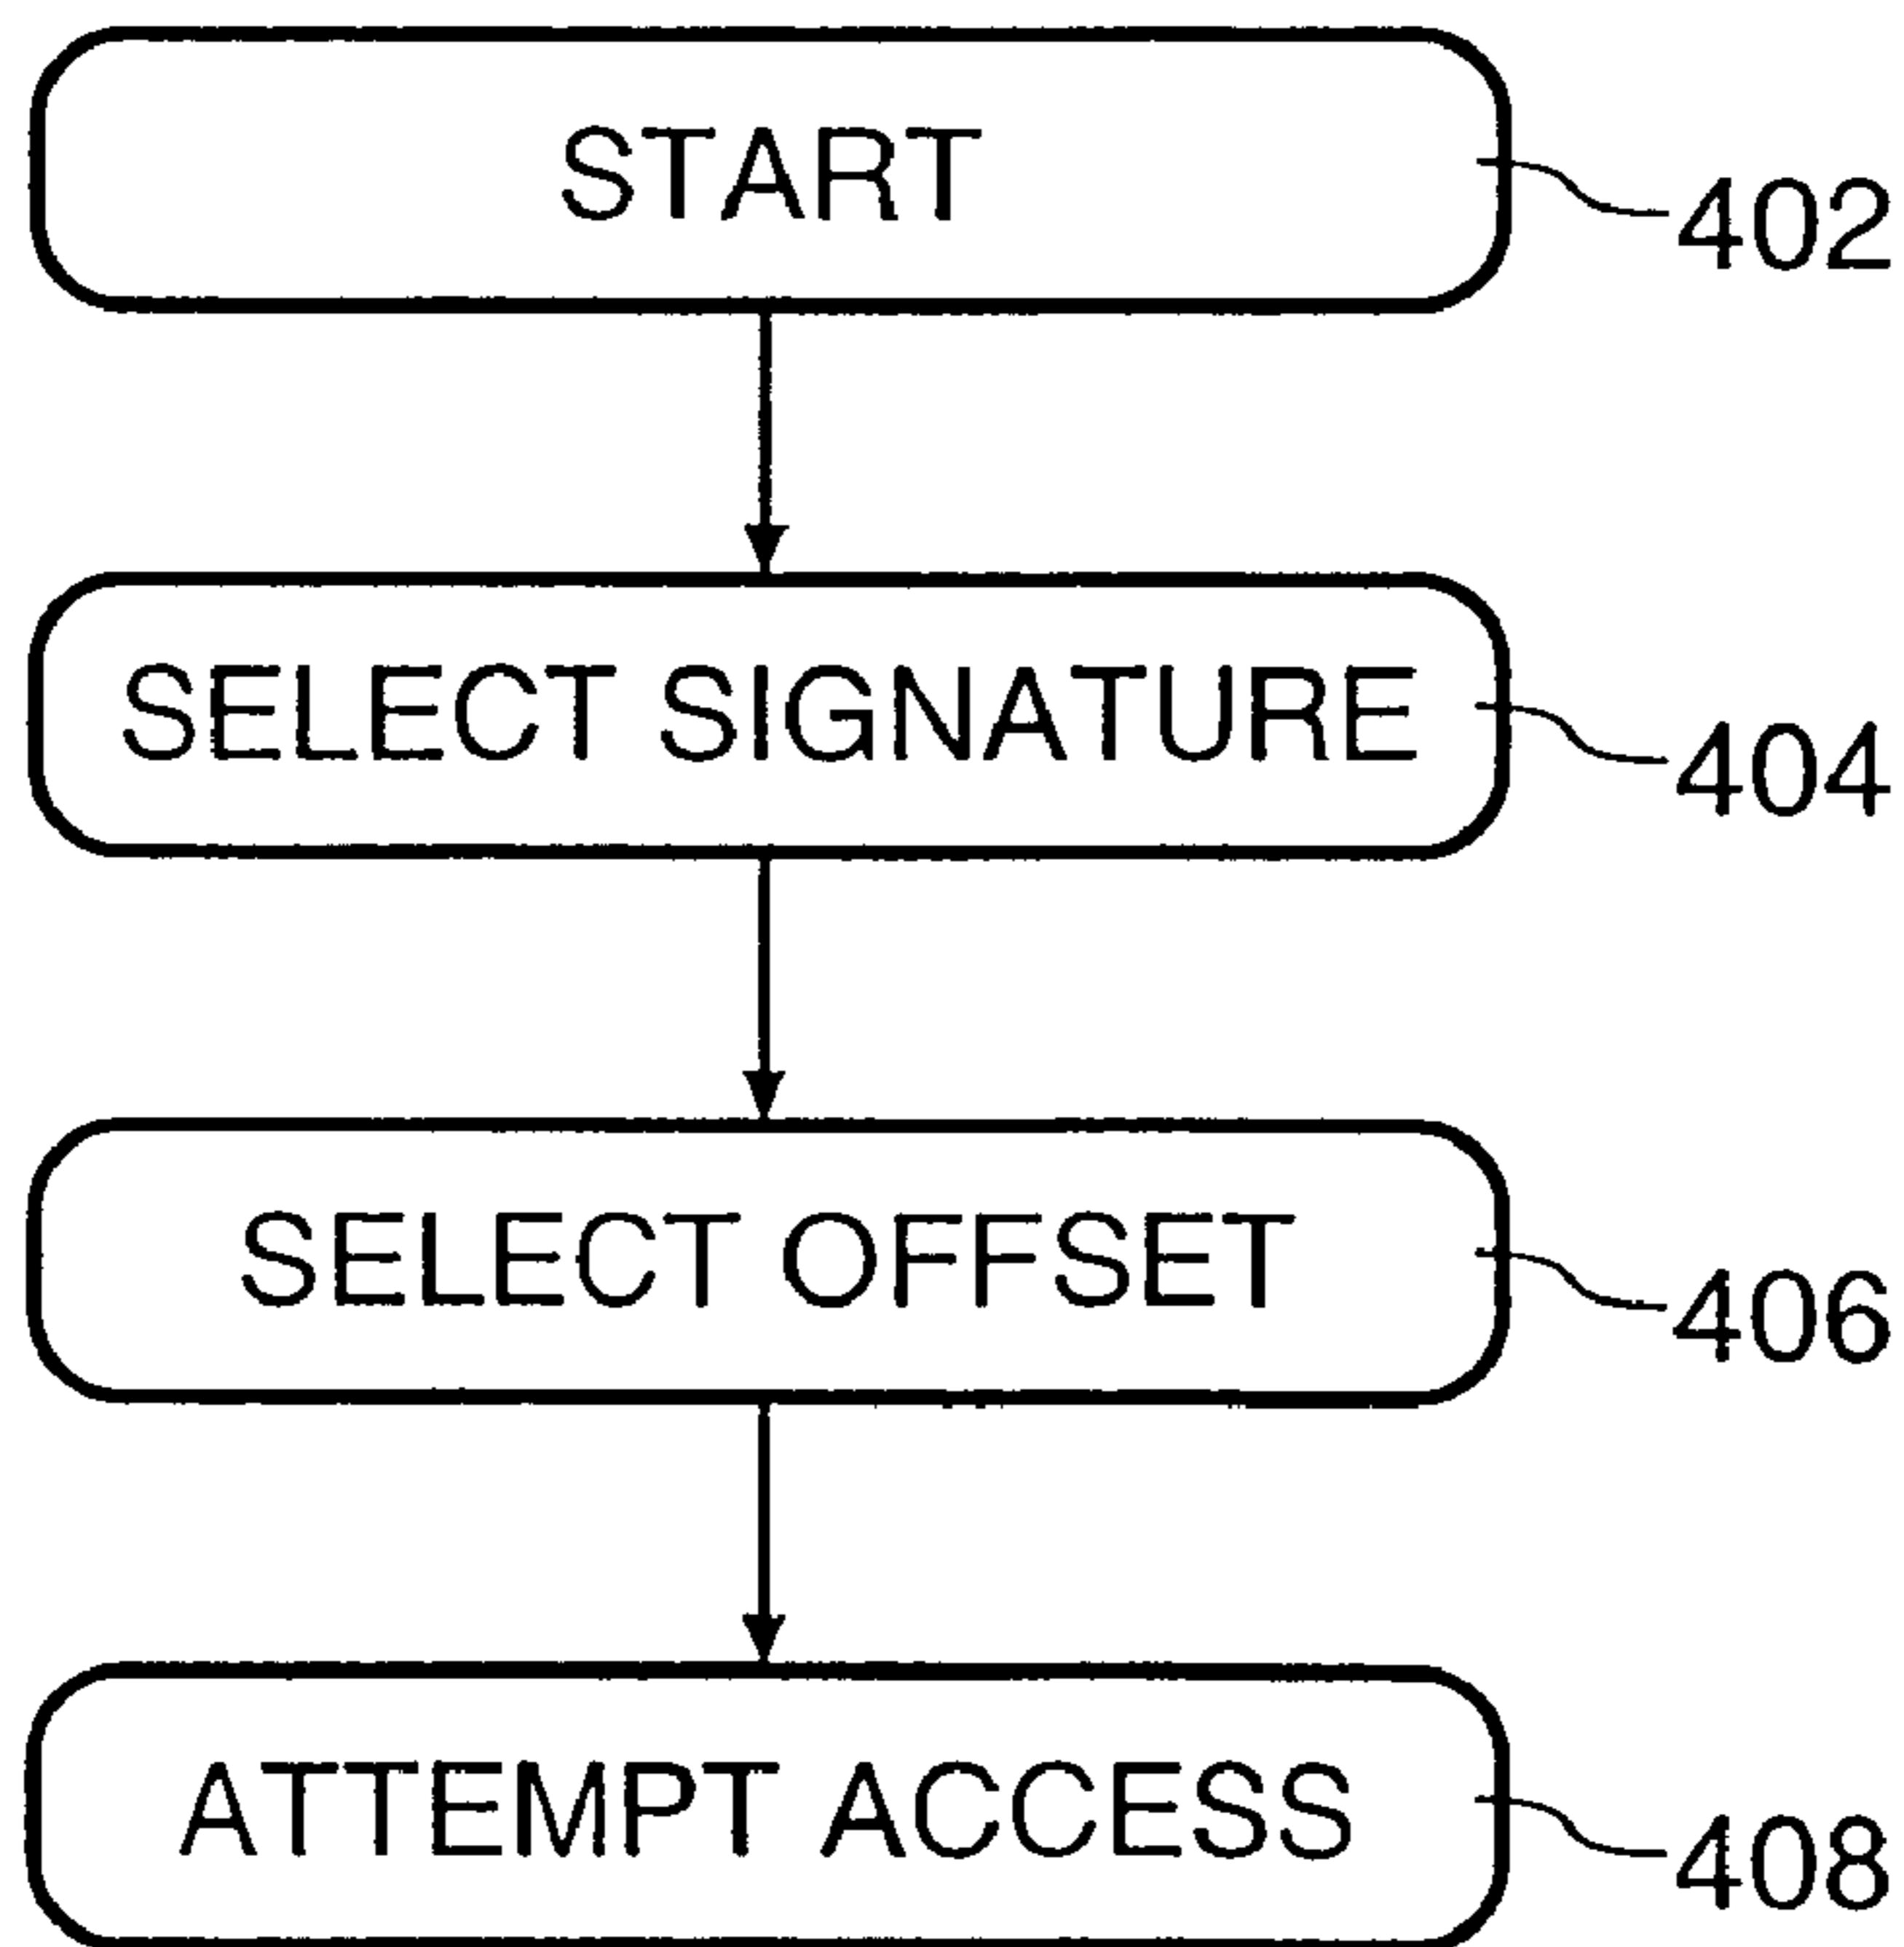 START
402
SELECT SIGNATURE
404
SELECT OFFSET
406
ATTEMPT ACCESS
408